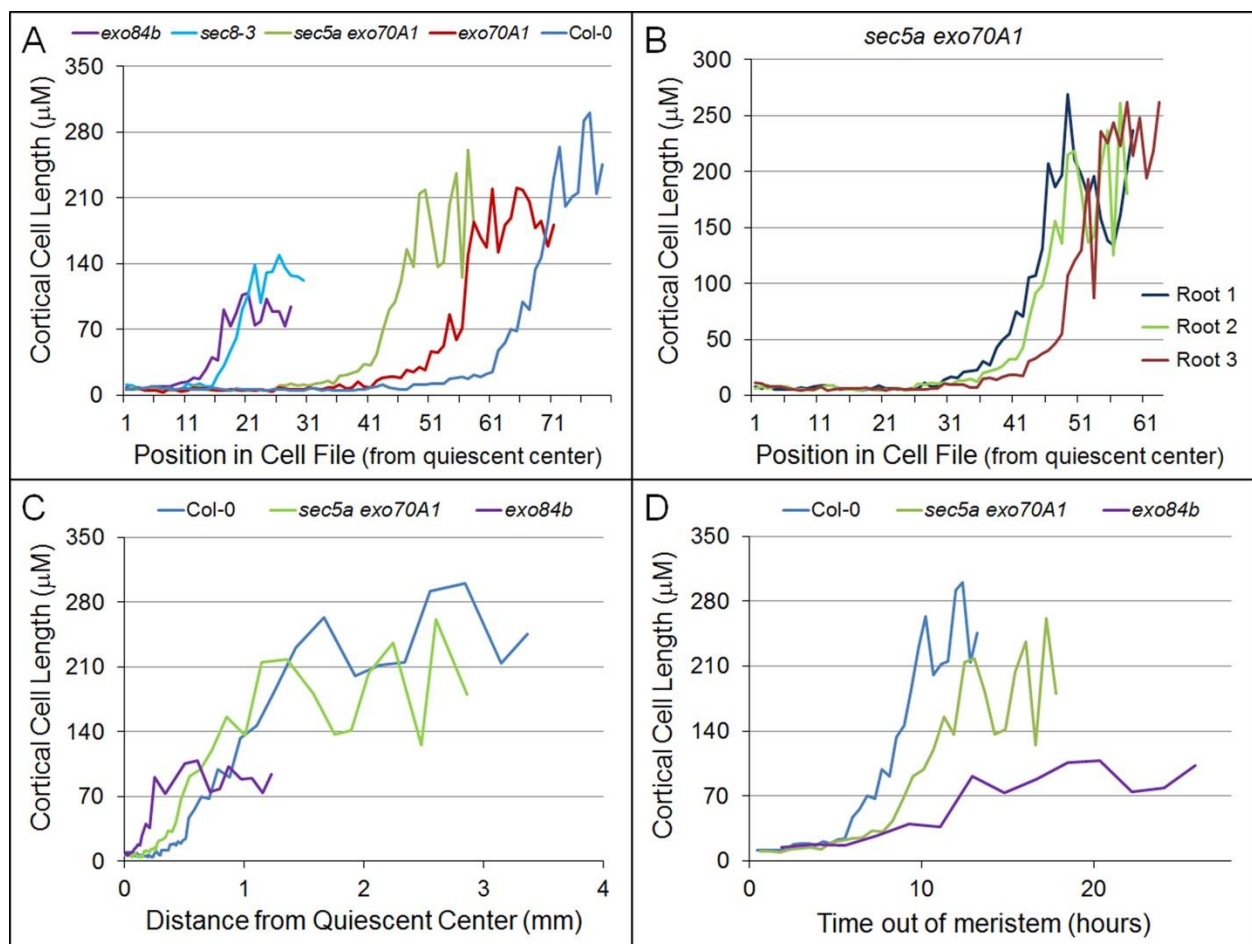 A
exo84b sec8-3 sec5a exo70A1 exo70A1 Col-0
350
280
210
140
70
0
Cortical Cell Length (μM)
1 11 21 31 41 51 61 71
Position in Cell File (from quiescent center)
B
sec5a exo70A1
300
250
200
150
100
50
0
Cortical Cell Length (μM)
Root 1
Root 2
Root 3
1 11 21 31 41 51 61
Position in Cell File (from quiescent center)
C
Col-0 sec5a exo70A1 exo84b
350
280
210
140
70
0
Cortical Cell Length (μM)
0 1 2 3 4
Distance from Quiescent Center (mm)
D
Col-0 sec5a exo70A1 exo84b
350
280
210
140
70
0
Cortical Cell Length (μM)
0 10 20
Time out of meristem (hours)